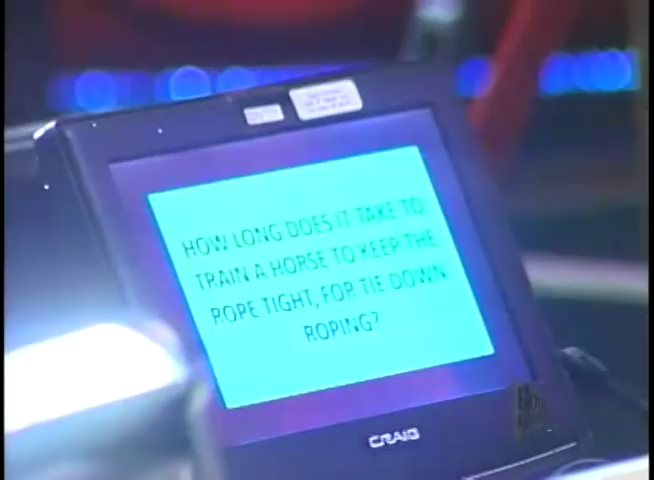 HOW LONG DOES IT TAKE TO
TRAIN A HORSE TO KEEP THE
ROPE TIGHT, FOR TIE DOWN
ROPING?
CRAIG